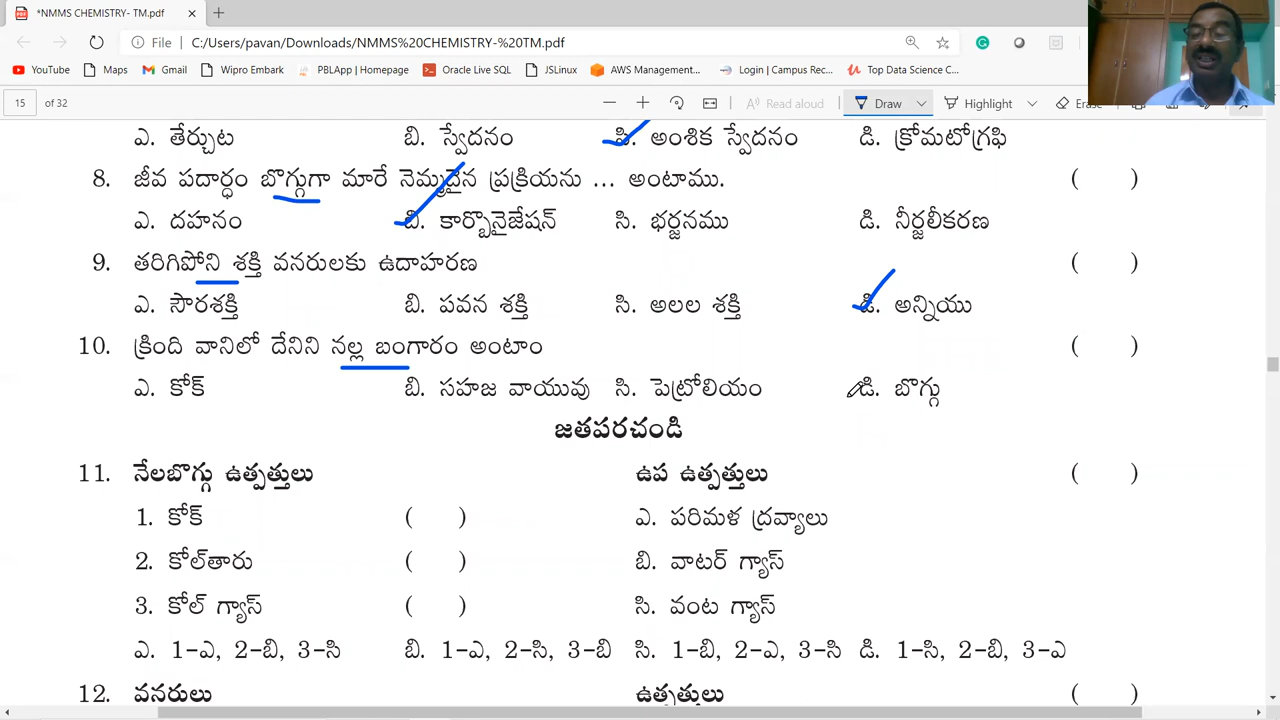 *NMMS CHEMISTRY- TM.pdf
File C:/Users/pavan/Downloads/NMMS%20CHEMISTRY-%20TM.pdf
YouTube Maps Gmail Wipro Embark PBLApp | Homepage Oracle Live SQL JSLinux AWS Management... Login | Campus Rec... Top Data Science C...
15 of 32 Read aloud Draw Highlight Erase
ఎ. తేర్చుట బి. స్వేదనం సి. అంశిక స్వేదనం డి. క్రోమటోగ్రఫి
8. జీవ పదార్ధం బొగ్గుగా మారే నెమ్మదైన ప్రక్రియను ... అంటాము. ( )
ఎ. దహనం బి. కార్బొనైజేషన్ సి. భర్జనము డి. నీర్జలీకరణ
9. తరిగిపోని శక్తి వనరులకు ఉదాహరణ ( )
ఎ. సౌరశక్తి బి. పవన శక్తి సి. అలల శక్తి డి. అన్నియు
10. క్రింది వానిలో దేనిని నల్ల బంగారం అంటాం ( )
ఎ. కోక్ బి. సహజ వాయువు సి. పెట్రోలియం డి. బొగ్గు
జతపరచండి
11. నేలబొగ్గు ఉత్పత్తులు ఉప ఉత్పత్తులు ( )
1. కోక్ ( ) ఎ. పరిమళ ద్రవ్యాలు
2. కోల్‌తారు ( ) బి. వాటర్ గ్యాస్
3. కోల్ గ్యాస్ ( ) సి. వంట గ్యాస్
ఎ. 1-ఎ, 2-బి, 3-సి బి. 1-ఎ, 2-సి, 3-బి సి. 1-బి, 2-ఎ, 3-సి డి. 1-సి, 2-బి, 3-ఎ
12. వనరులు ఉత్పత్తులు ( )